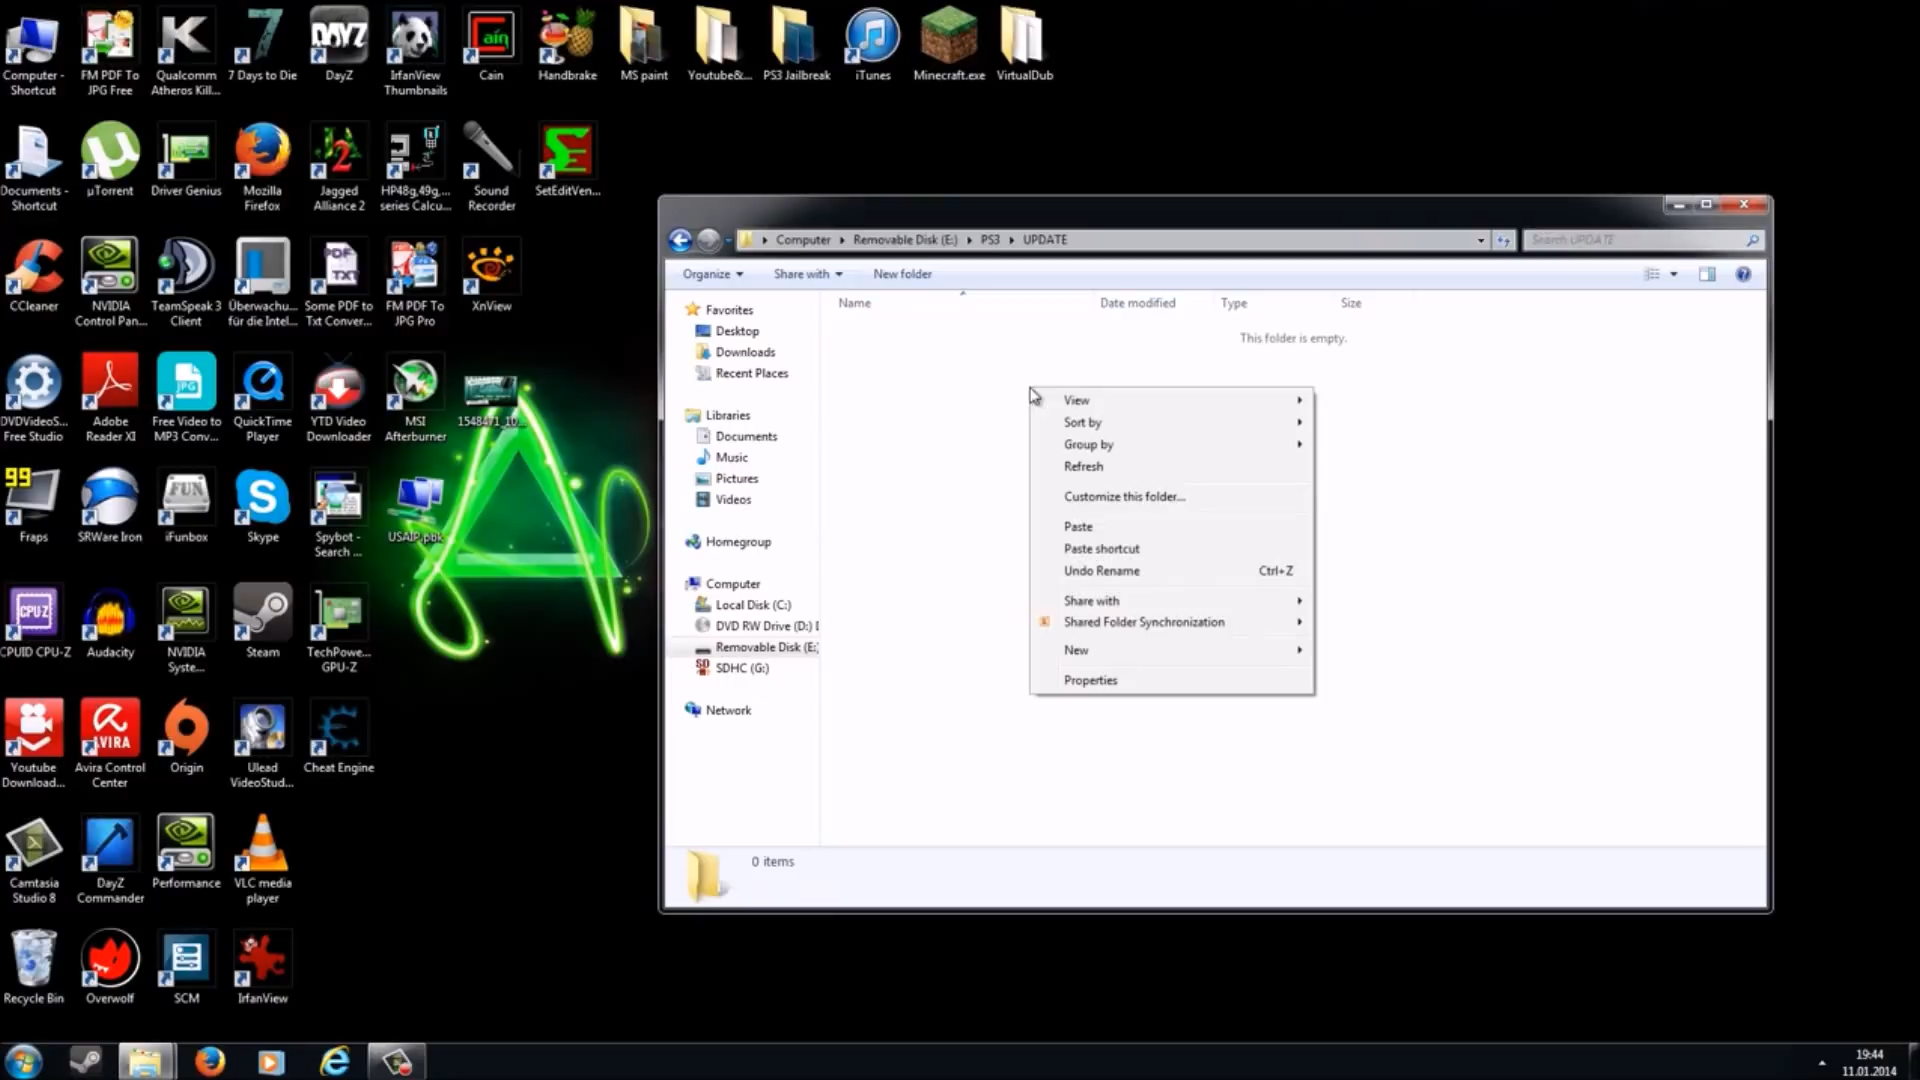 Computer - Shortcut
FM PDF To JPG Free
Qualcomm Atheros Kill...
7 Days to Die
DAYZ
DayZ
IrfanView Thumbnails
Cain
Handbrake
MS paint
Youtube&...
PS3 Jailbreak
iTunes
Minecraft.exe
VirtualDub
Documents - Shortcut
µTorrent
Driver Genius
Mozilla Firefox
Jagged Alliance 2
HP48g,49g,... series Calcu...
Sound Recorder
SetEditVen...
CCleaner
NVIDIA Control Pan...
TeamSpeak 3 Client
Überwachu... für die Intel...
Some PDF to Txt Conver...
FM PDF To JPG Pro
XnView
DVDVideoS... Free Studio
Adobe Reader XI
Free Video to MP3 Conv...
QuickTime Player
YTD Video Downloader
MSI Afterburner
1548471_10...
99
Fraps
SRWare Iron
FUN
iFunbox
Skype
Spybot - Search ...
USAIP.pbk
CPU-Z
CPUID CPU-Z
Audacity
NVIDIA Syste...
Steam
TechPowe... GPU-Z
Youtube Download...
AVIRA
Avira Control Center
Origin
Ulead VideoStud...
Cheat Engine
Camtasia Studio 8
DayZ Commander
Performance
VLC media player
Recycle Bin
Overwolf
SCM
IrfanView
Computer
Removable Disk (E:)
PS3
UPDATE
Search UPDATE
Organize
Share with
New folder
Name
Date modified
Type
Size
This folder is empty.
Favorites
Desktop
Downloads
Recent Places
Libraries
Documents
Music
Pictures
Videos
Homegroup
Computer
Local Disk (C:)
DVD RW Drive (D:)
Removable Disk (E:)
SDHC (G:)
Network
View
Sort by
Group by
Refresh
Customize this folder...
Paste
Paste shortcut
Undo Rename Ctrl+Z
Share with
Shared Folder Synchronization
New
Properties
0 items
19:44
11.01.2014